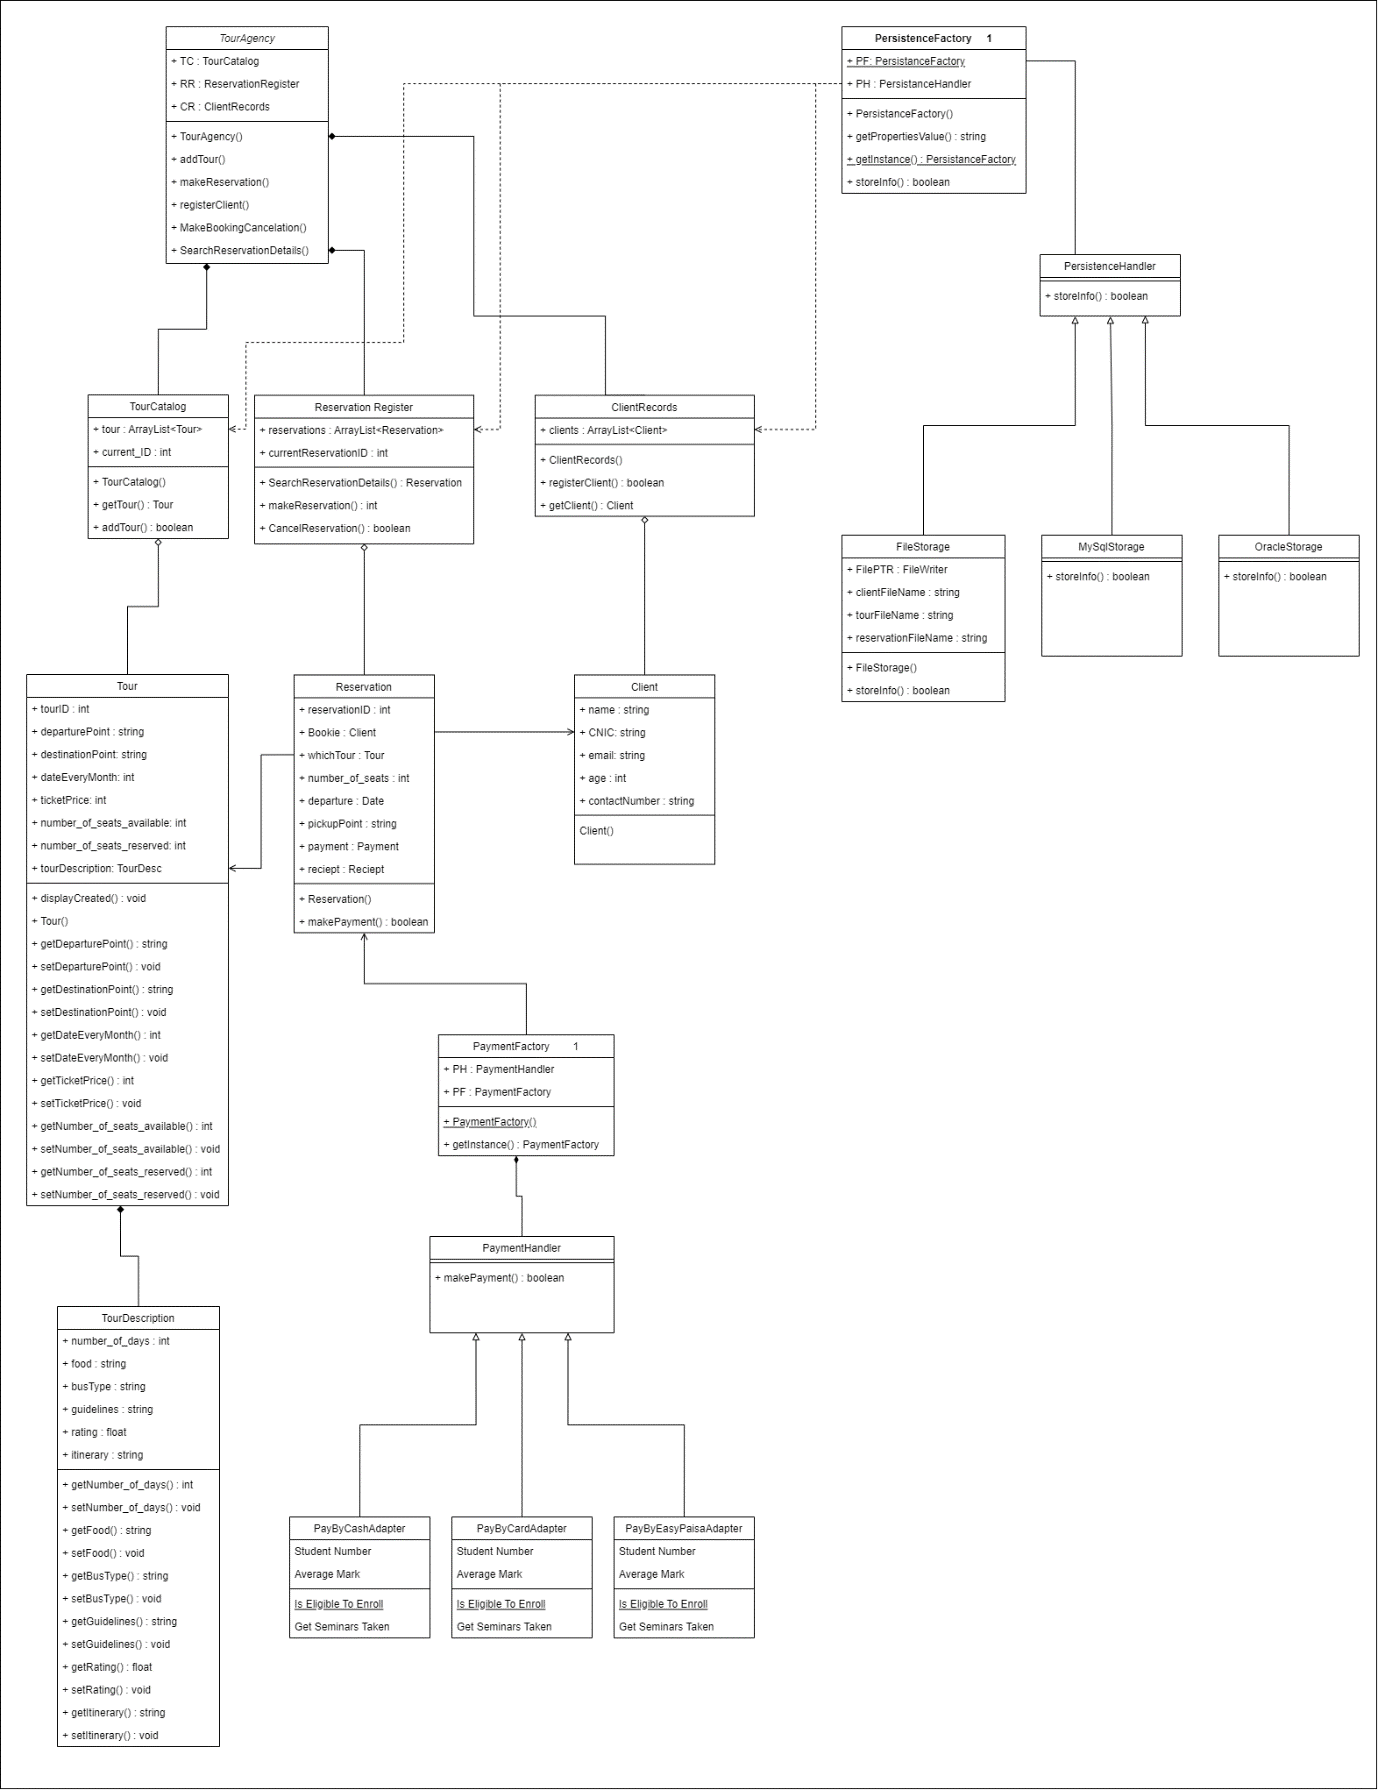 TourAgency
+ TC : TourCatalog
+ RR : ReservationRegister
+ CR : ClientRecords
+ TourAgency()
+ addTour()
+ makeReservation()
+ registerClient()
+ MakeBookingCancelation()
+ SearchReservationDetails()
PersistenceFactory 1
+ PF: PersistanceFactory
+ PH : PersistanceHandler
+ PersistanceFactory()
+ getPropertiesValue() : string
+ getInstance() : PersistanceFactory
+ storeInfo() : boolean
PersistenceHandler
+ storeInfo() : boolean
TourCatalog
+ tour : ArrayList<Tour>
+ current_ID : int
+ TourCatalog()
+ getTour() : Tour
+ addTour() : boolean
Reservation Register
+ reservations : ArrayList<Reservation>
+ currentReservationID : int
+ SearchReservationDetails() : Reservation
+ makeReservation() : int
+ CancelReservation() : boolean
ClientRecords
+ clients : ArrayList<Client>
+ ClientRecords()
+ registerClient() : boolean
+ getClient() : Client
FileStorage
+ FilePTR : FileWriter
+ clientFileName : string
+ tourFileName : string
+ reservationFileName : string
+ FileStorage()
+ storeInfo() : boolean
MySqlStorage
+ storeInfo() : boolean
OracleStorage
+ storeInfo() : boolean
Tour
+ tourID : int
+ departurePoint : string
+ destinationPoint: string
+ dateEveryMonth: int
+ ticketPrice: int
+ number_of_seats_available: int
+ number_of_seats_reserved: int
+ tourDescription: TourDesc
+ displayCreated() : void
+ Tour()
+ getDeparturePoint() : string
+ setDeparturePoint() : void
+ getDestinationPoint() : string
+ setDestinationPoint() : void
+ getDateEveryMonth() : int
+ setDateEveryMonth() : void
+ getTicketPrice() : int
+ setTicketPrice() : void
+ getNumber_of_seats_available() : int
+ setNumber_of_seats_available() : void
+ getNumber_of_seats_reserved() : int
+ setNumber_of_seats_reserved() : void
Reservation
+ reservationID : int
+ Bookie : Client
+ whichTour : Tour
+ number_of_seats : int
+ departure : Date
+ pickupPoint : string
+ payment : Payment
+ reciept : Reciept
+ Reservation()
+ makePayment() : boolean
Client
+ name : string
+ CNIC: string
+ email: string
+ age : int
+ contactNumber : string
Client()
PaymentFactory 1
+ PH : PaymentHandler
+ PF : PaymentFactory
+ PaymentFactory()
+ getInstance() : PaymentFactory
PaymentHandler
+ makePayment() : boolean
TourDescription
+ number_of_days : int
+ food : string
+ busType : string
+ guidelines : string
+ rating : float
+ itinerary : string
+ getNumber_of_days() : int
+ setNumber_of_days() : void
+ getFood() : string
+ setFood() : void
+ getBusType() : string
+ setBusType() : void
+ getGuidelines() : string
+ setGuidelines() : void
+ getRating() : float
+ setRating() : void
+ getItinerary() : string
+ setItinerary() : void
PayByCashAdapter
Student Number
Average Mark
Is Eligible To Enroll
Get Seminars Taken
PayByCardAdapter
Student Number
Average Mark
Is Eligible To Enroll
Get Seminars Taken
PayByEasyPaisaAdapter
Student Number
Average Mark
Is Eligible To Enroll
Get Seminars Taken